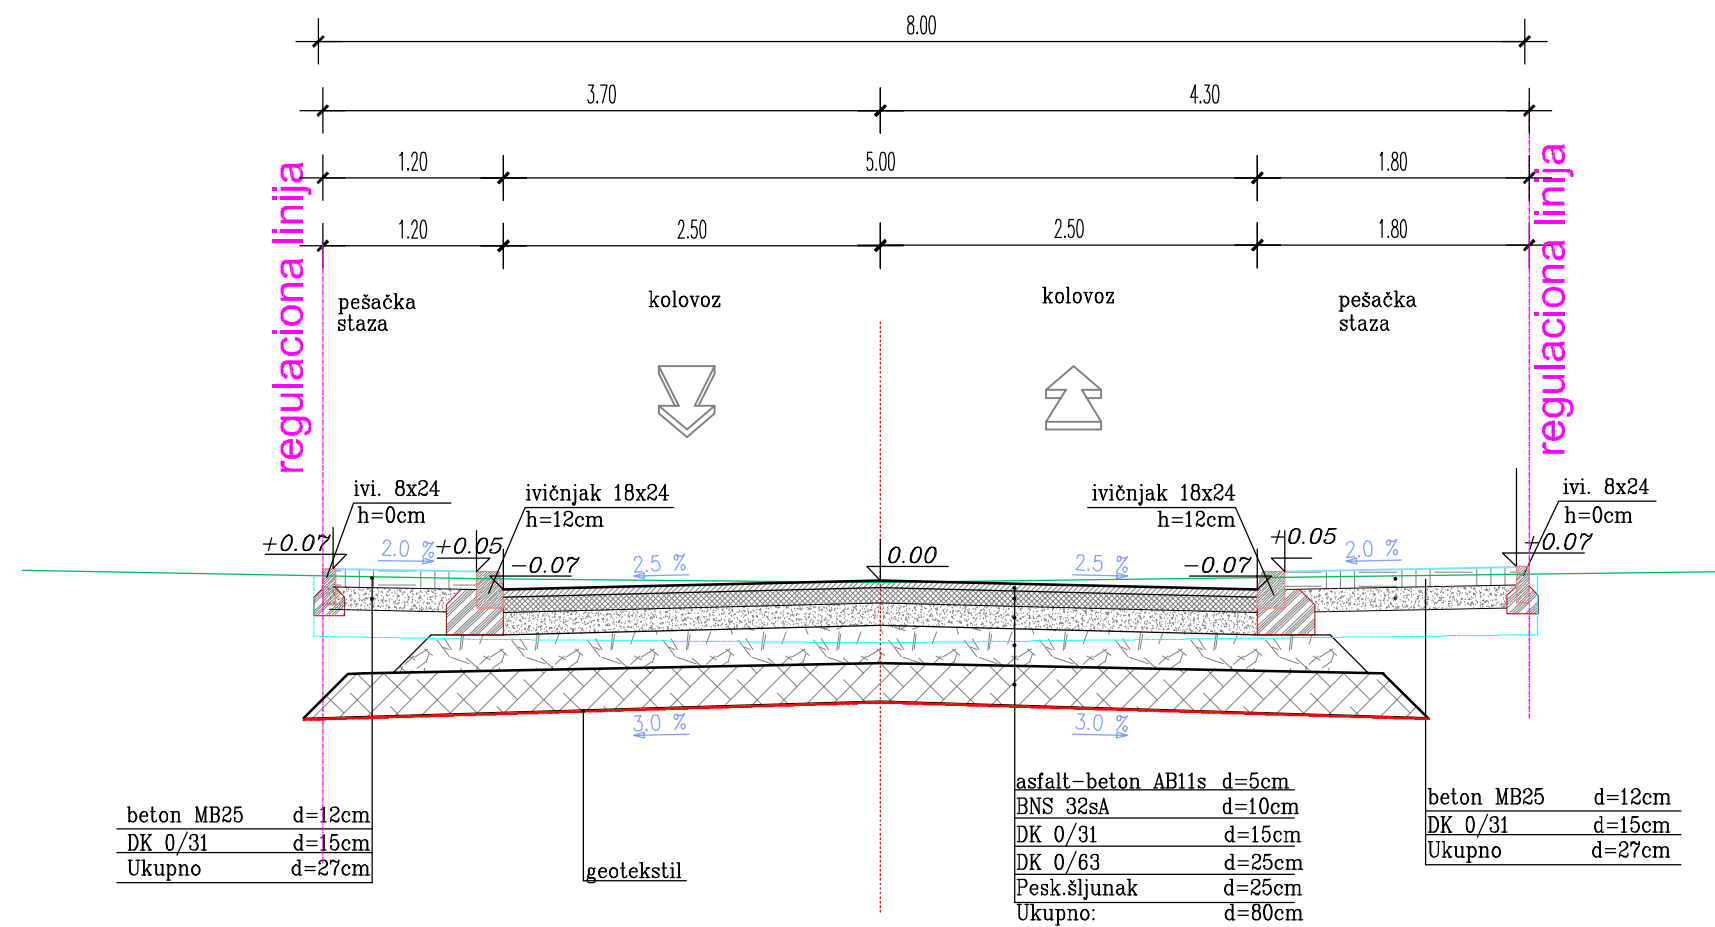 8.00
3.70 4.30
1.20 5.00 1.80
1.20 2.50 2.50 1.80
regulaciona linija
regulaciona linija
pešačka
staza
kolovoz
kolovoz
pešačka
staza
ivi. 8x24
h=0cm
ivičnjak 18x24
h=12cm
ivičnjak 18x24
h=12cm
ivi. 8x24
h=0cm
+0.07
2.0 %
+0.05
-0.07
2.5 %
0.00
2.5 %
-0.07
+0.05
2.0 %
+0.07
3.0 %
3.0 %
beton MB25 d=12cm
DK 0/31 d=15cm
Ukupno d=27cm
geotekstil
asfalt-beton AB11s d=5cm
BNS 32sA d=10cm
DK 0/31 d=15cm
DK 0/63 d=25cm
Pesk.šljunak d=25cm
Ukupno: d=80cm
beton MB25 d=12cm
DK 0/31 d=15cm
Ukupno d=27cm